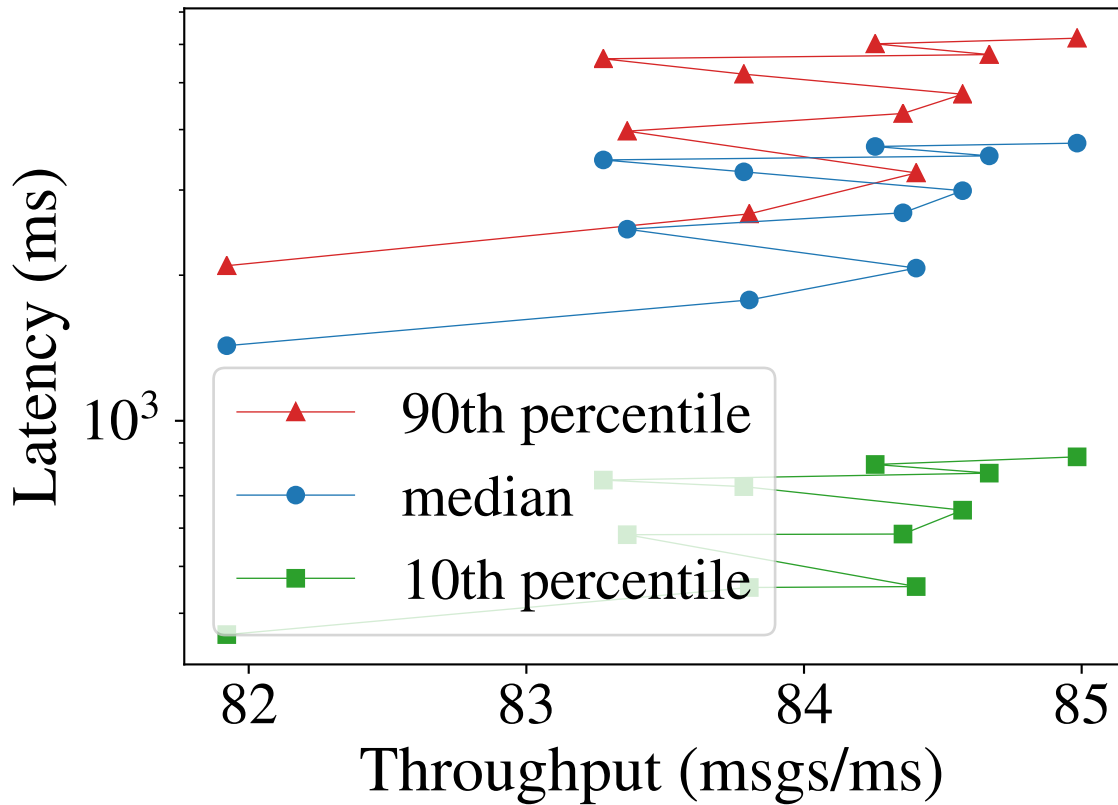 Latency (ms)
10³
90th percentile
median
10th percentile
82 83 84 85
Throughput (msgs/ms)